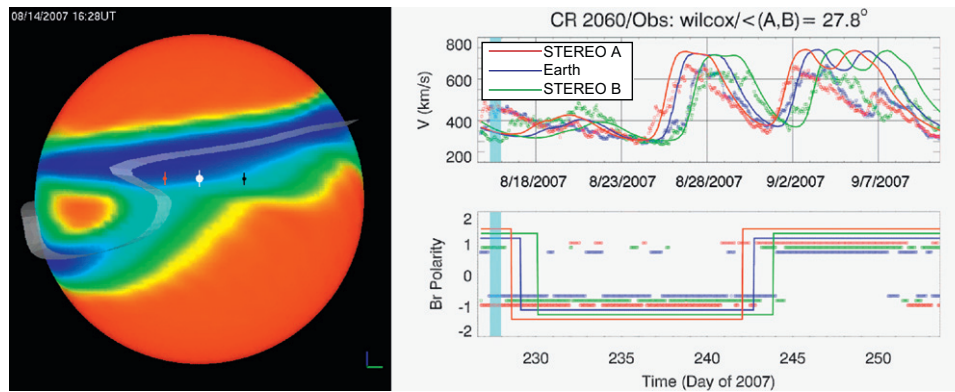 08/14/2007 16:28UT
CR 2060/Obs: wilcox/<(A,B)= 27.8°
V (km/s)
800
600
400
200
STEREO A
Earth
STEREO B
8/18/2007 8/23/2007 8/28/2007 9/2/2007 9/7/2007
Br Polarity
2
1
0
-1
-2
230 235 240 245 250
Time (Day of 2007)